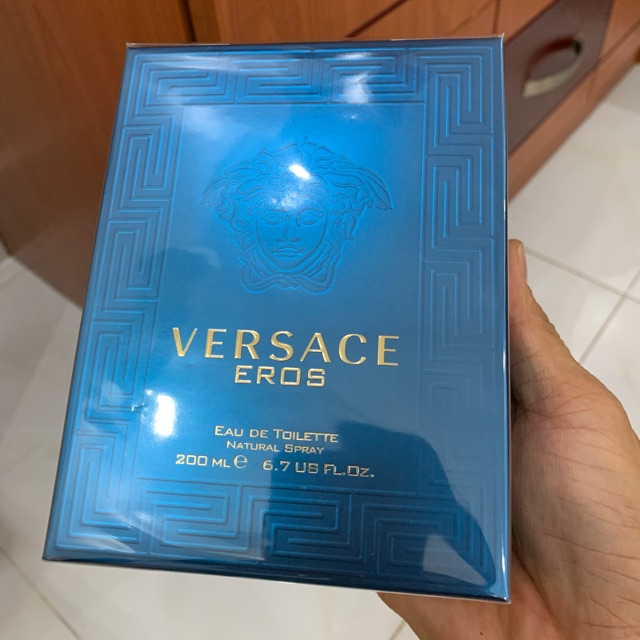 VERSACE
EROS
EAU DE TOILETTE
NATURAL SPRAY
200 ML ℮ 6.7 US FL.OZ.